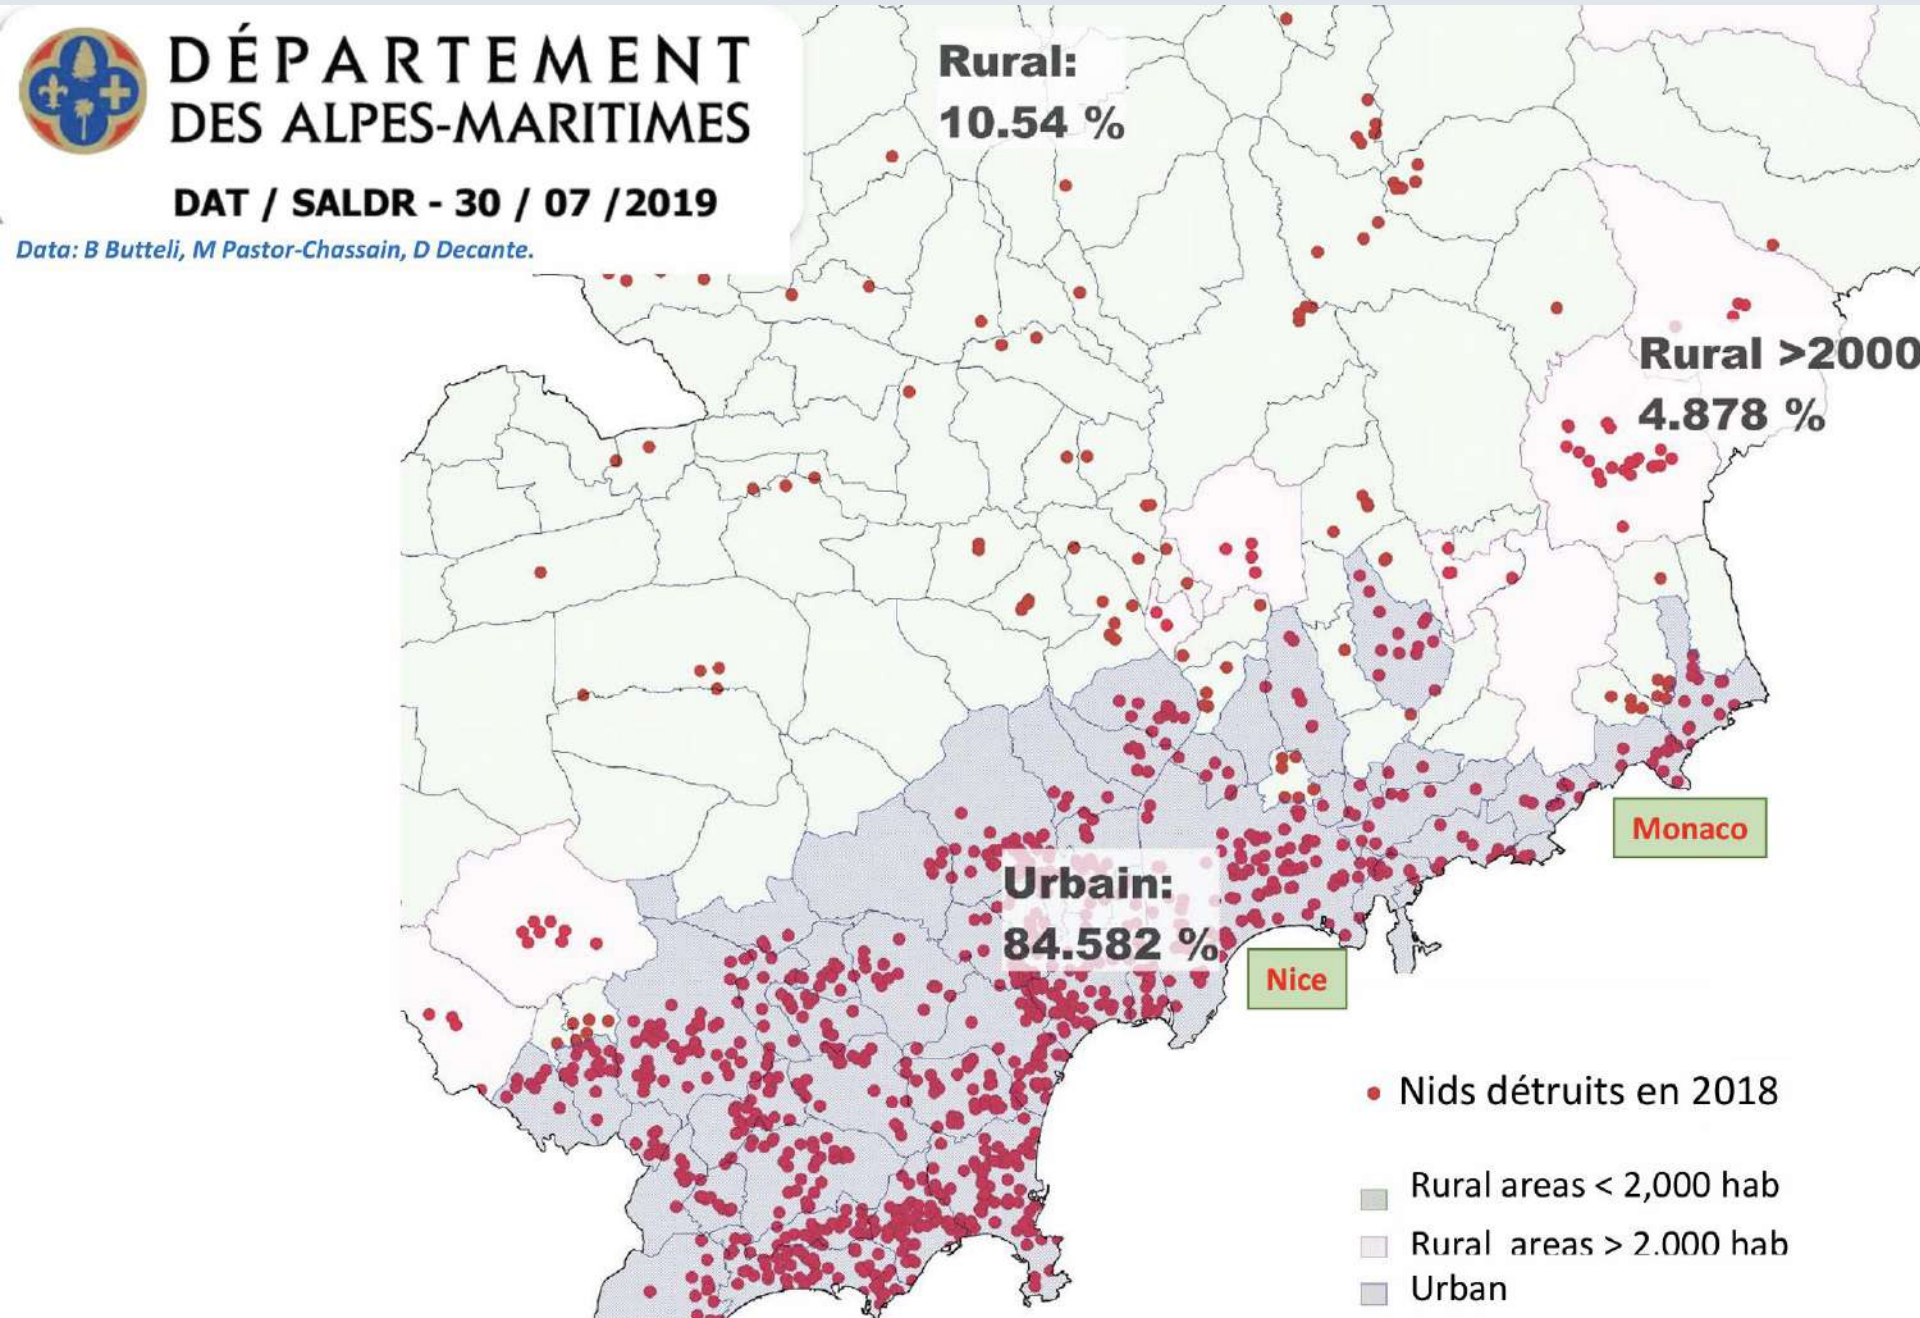 DÉPARTEMENT
DES ALPES-MARITIMES
DAT / SALDR - 30 / 07 /2019
Data: B Butteli, M Pastor-Chassain, D Decante.
Rural:
10.54 %
Rural >2000
4.878 %
Monaco
Urbain:
84.582 %
Nice
Nids détruits en 2018
Rural areas < 2,000 hab
Rural areas > 2.000 hab
Urban